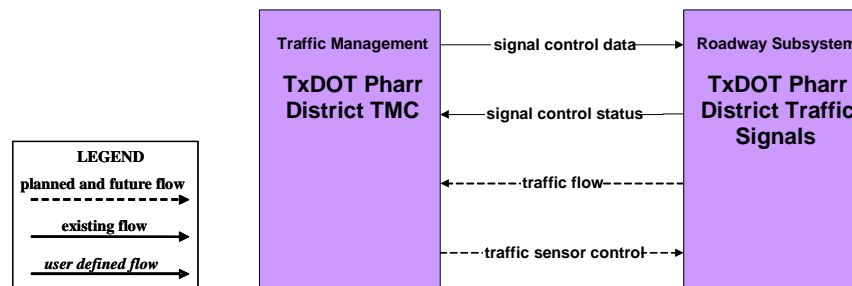 Traffic Management
TxDOT Pharr
District TMC
signal control data
signal control status
traffic flow
traffic sensor control
Roadway Subsystem
TxDOT Pharr
District Traffic
Signals
LEGEND
planned and future flow
existing flow
user defined flow